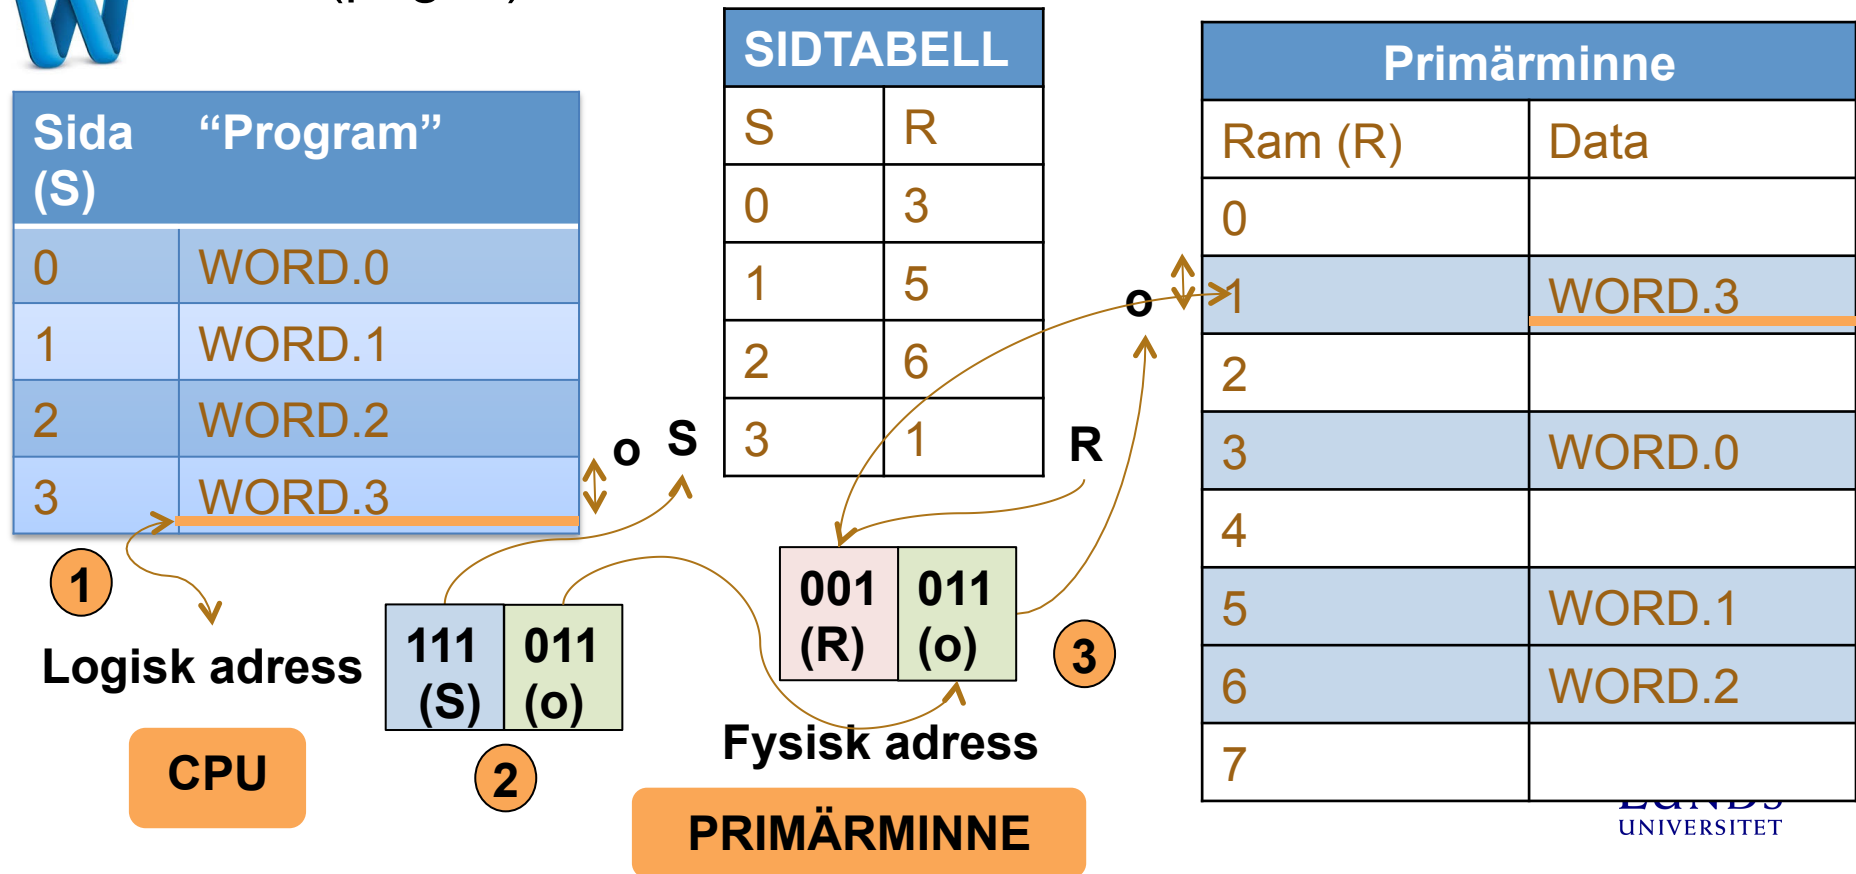 Sida “Program”
(S)
0 WORD.0
1 WORD.1
2 WORD.2
3 WORD.3
o S
1
Logisk adress
CPU
111 011
(S) (o)
2
SIDTABELL
S R
0 3
1 5
2 6
3 1
R
001 011
(R) (o)
3
Fysisk adress
PRIMÄRMINNE
o
Primärminne
Ram (R) Data
0
1 WORD.3
2
3 WORD.0
4
5 WORD.1
6 WORD.2
7
LUNDS
UNIVERSITET